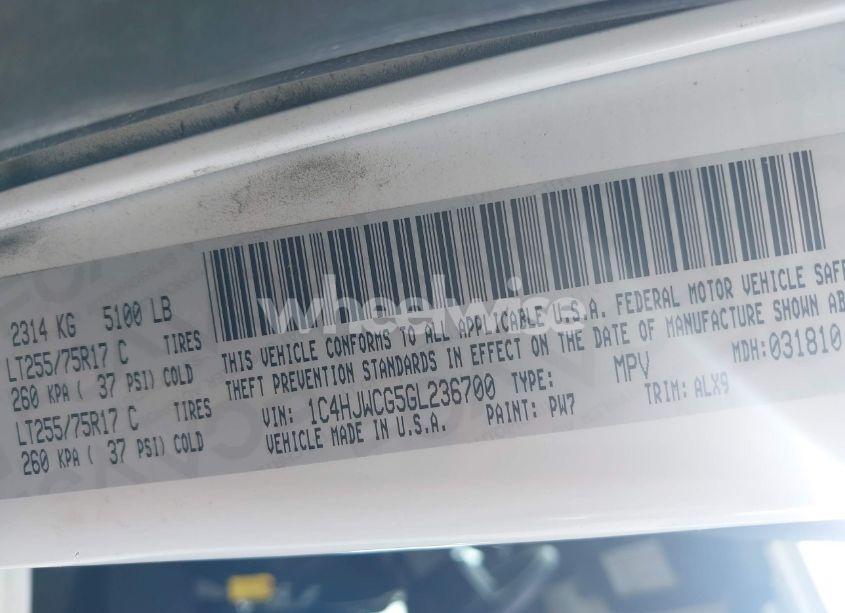 2314 KG 5100 LB
LT255/75R17 C TIRES
260 KPA ( 37 PSI) COLD
LT255/75R17 C TIRES
260 KPA ( 37 PSI) COLD
THIS VEHICLE CONFORMS TO ALL APPLICABLE U.S.A. FEDERAL MOTOR VEHICLE SAFE
THEFT PREVENTION STANDARDS IN EFFECT ON THE DATE OF MANUFACTURE SHOWN AB
VIN: 1C4HJWCG5GL236700 TYPE: MPV MDH:031810
VEHICLE MADE IN U.S.A. PAINT: PW7 TRIM: ALX9
wheelwise